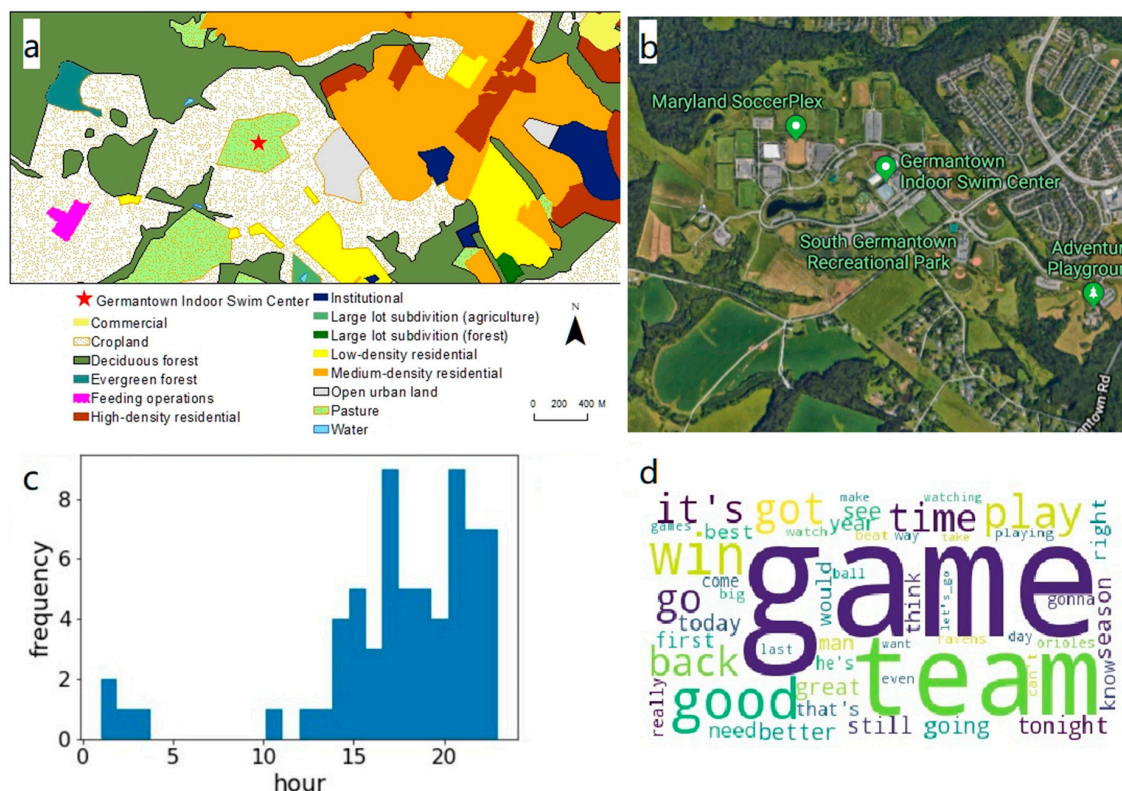 a
N
0 200 400 M
Germantown Indoor Swim Center
Commercial
Cropland
Deciduous forest
Evergreen forest
Feeding operations
High-density residential
Institutional
Large lot subdivition (agriculture)
Large lot subdivition (forest)
Low-density residential
Medium-density residential
Open urban land
Pasture
Water
b
Maryland SoccerPlex
Germantown
Indoor Swim Center
South Germantown
Recreational Park
Adventur
Playgroun
antown Rd
c
frequency
8
6
4
2
0
0 5 10 15 20
hour
d
it's
got
make
watching
see
time
play
games
best
watch
year
beat
way
take
playing
right
win
game
come
big
would
ball
think
let's_go
gonna
season
go
today
first
last
man
want
ravens
day
orioles
back
he's
even
team
can't
know
really
good
great
that's
need
better
still
going
tonight